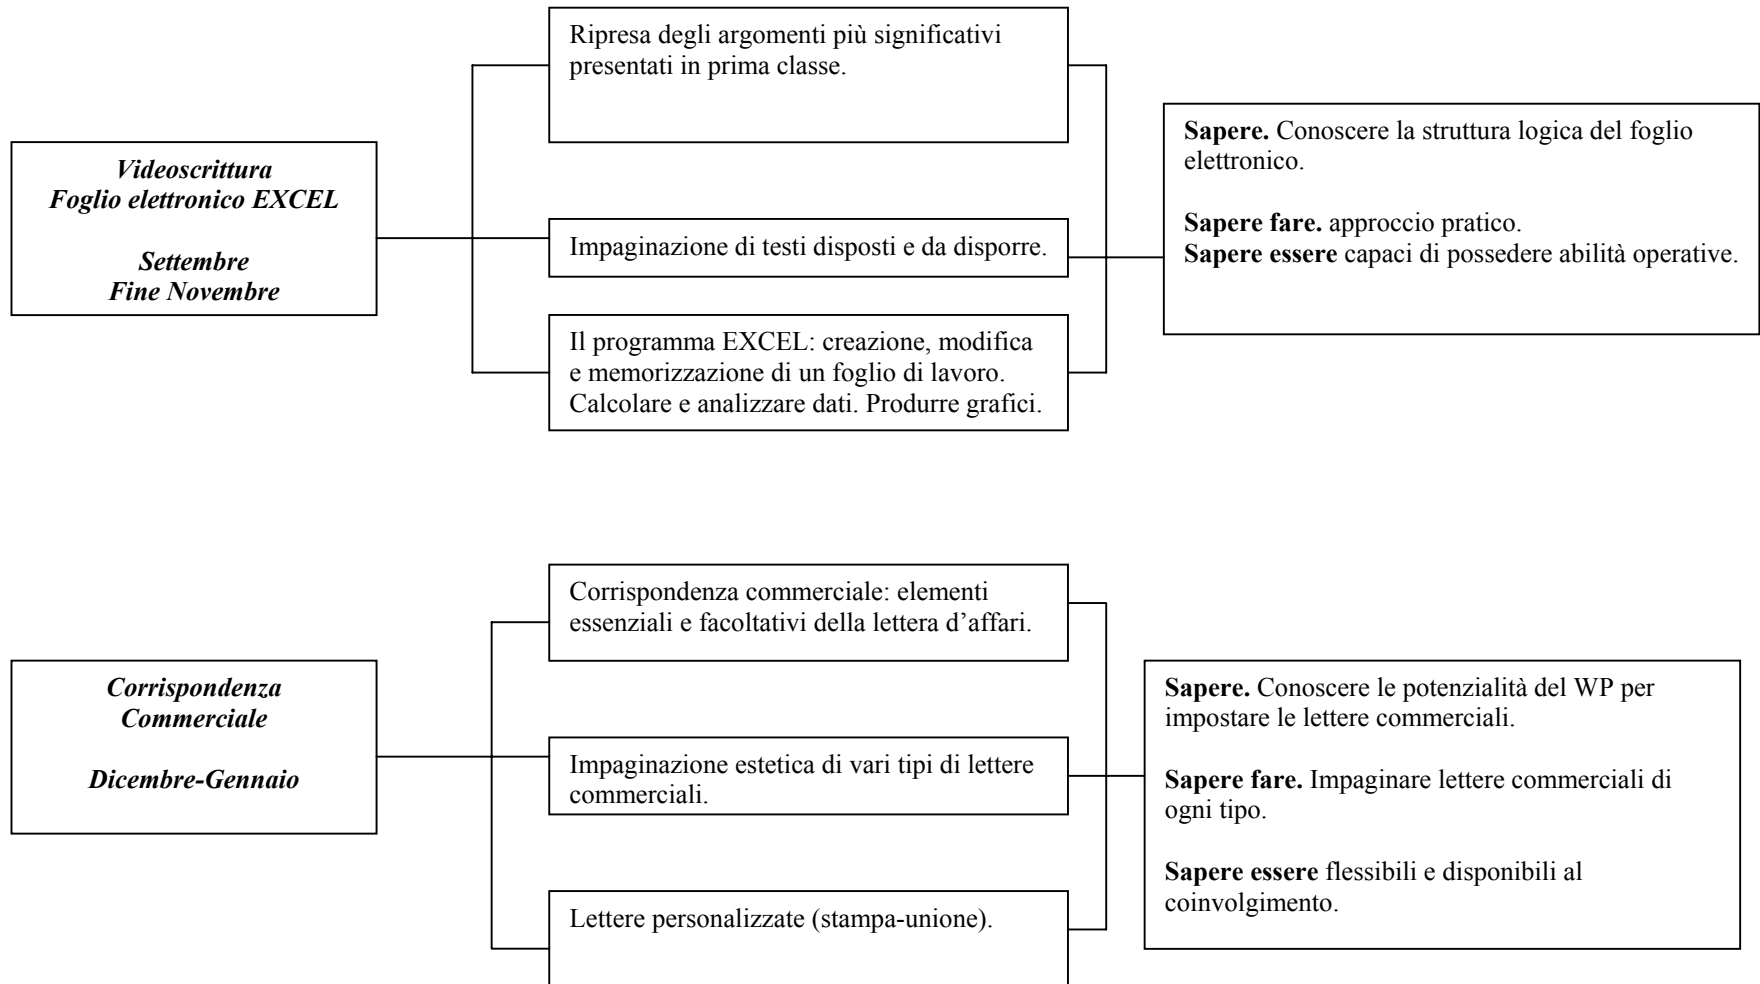 Videoscrittura
Foglio elettronico EXCEL
Settembre
Fine Novembre
Ripresa degli argomenti più significativi
presentati in prima classe.
Impaginazione di testi disposti e da disporre.
Il programma EXCEL: creazione, modifica
e memorizzazione di un foglio di lavoro.
Calcolare e analizzare dati. Produrre grafici.
Sapere. Conoscere la struttura logica del foglio
elettronico.
Sapere fare. approccio pratico.
Sapere essere capaci di possedere abilità operative.
Corrispondenza
Commerciale
Dicembre-Gennaio
Corrispondenza commerciale: elementi
essenziali e facoltativi della lettera d’affari.
Impaginazione estetica di vari tipi di lettere
commerciali.
Lettere personalizzate (stampa-unione).
Sapere. Conoscere le potenzialità del WP per
impostare le lettere commerciali.
Sapere fare. Impaginare lettere commerciali di
ogni tipo.
Sapere essere flessibili e disponibili al
coinvolgimento.